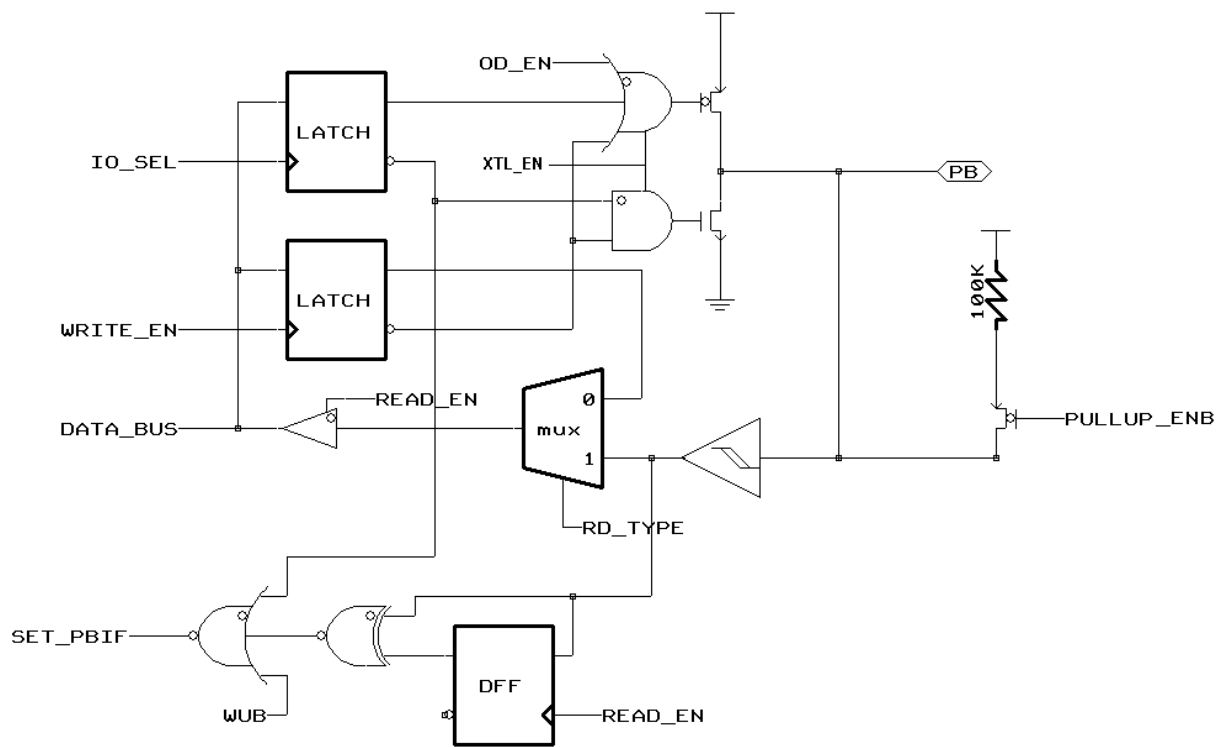 OD_EN
LATCH
IO_SEL
XTL_EN
PB
LATCH
100K
WRITE_EN
READ_EN
0
DATA_BUS
mux
PULLUP_ENB
1
RD_TYPE
SET_PBIF
DFF
WUB
READ_EN